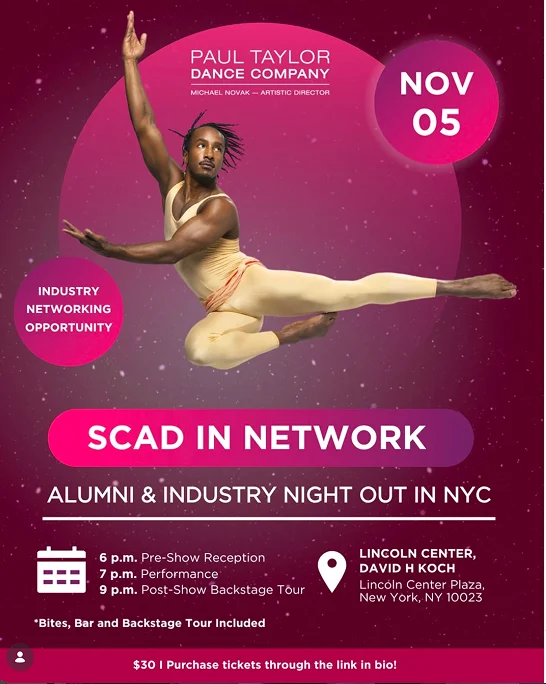 PAUL TAYLOR
DANCE COMPANY
MICHAEL NOVAK — ARTISTIC DIRECTOR
NOV
05
INDUSTRY
NETWORKING
OPPORTUNITY
SCAD IN NETWORK
ALUMNI & INDUSTRY NIGHT OUT IN NYC
6 p.m. Pre-Show Reception
7 p.m. Performance
9 p.m. Post-Show Backstage Tour
LINCOLN CENTER,
DAVID H KOCH
Lincoln Center Plaza,
New York, NY 10023
*Bites, Bar and Backstage Tour Included
$30 I Purchase tickets through the link in bio!